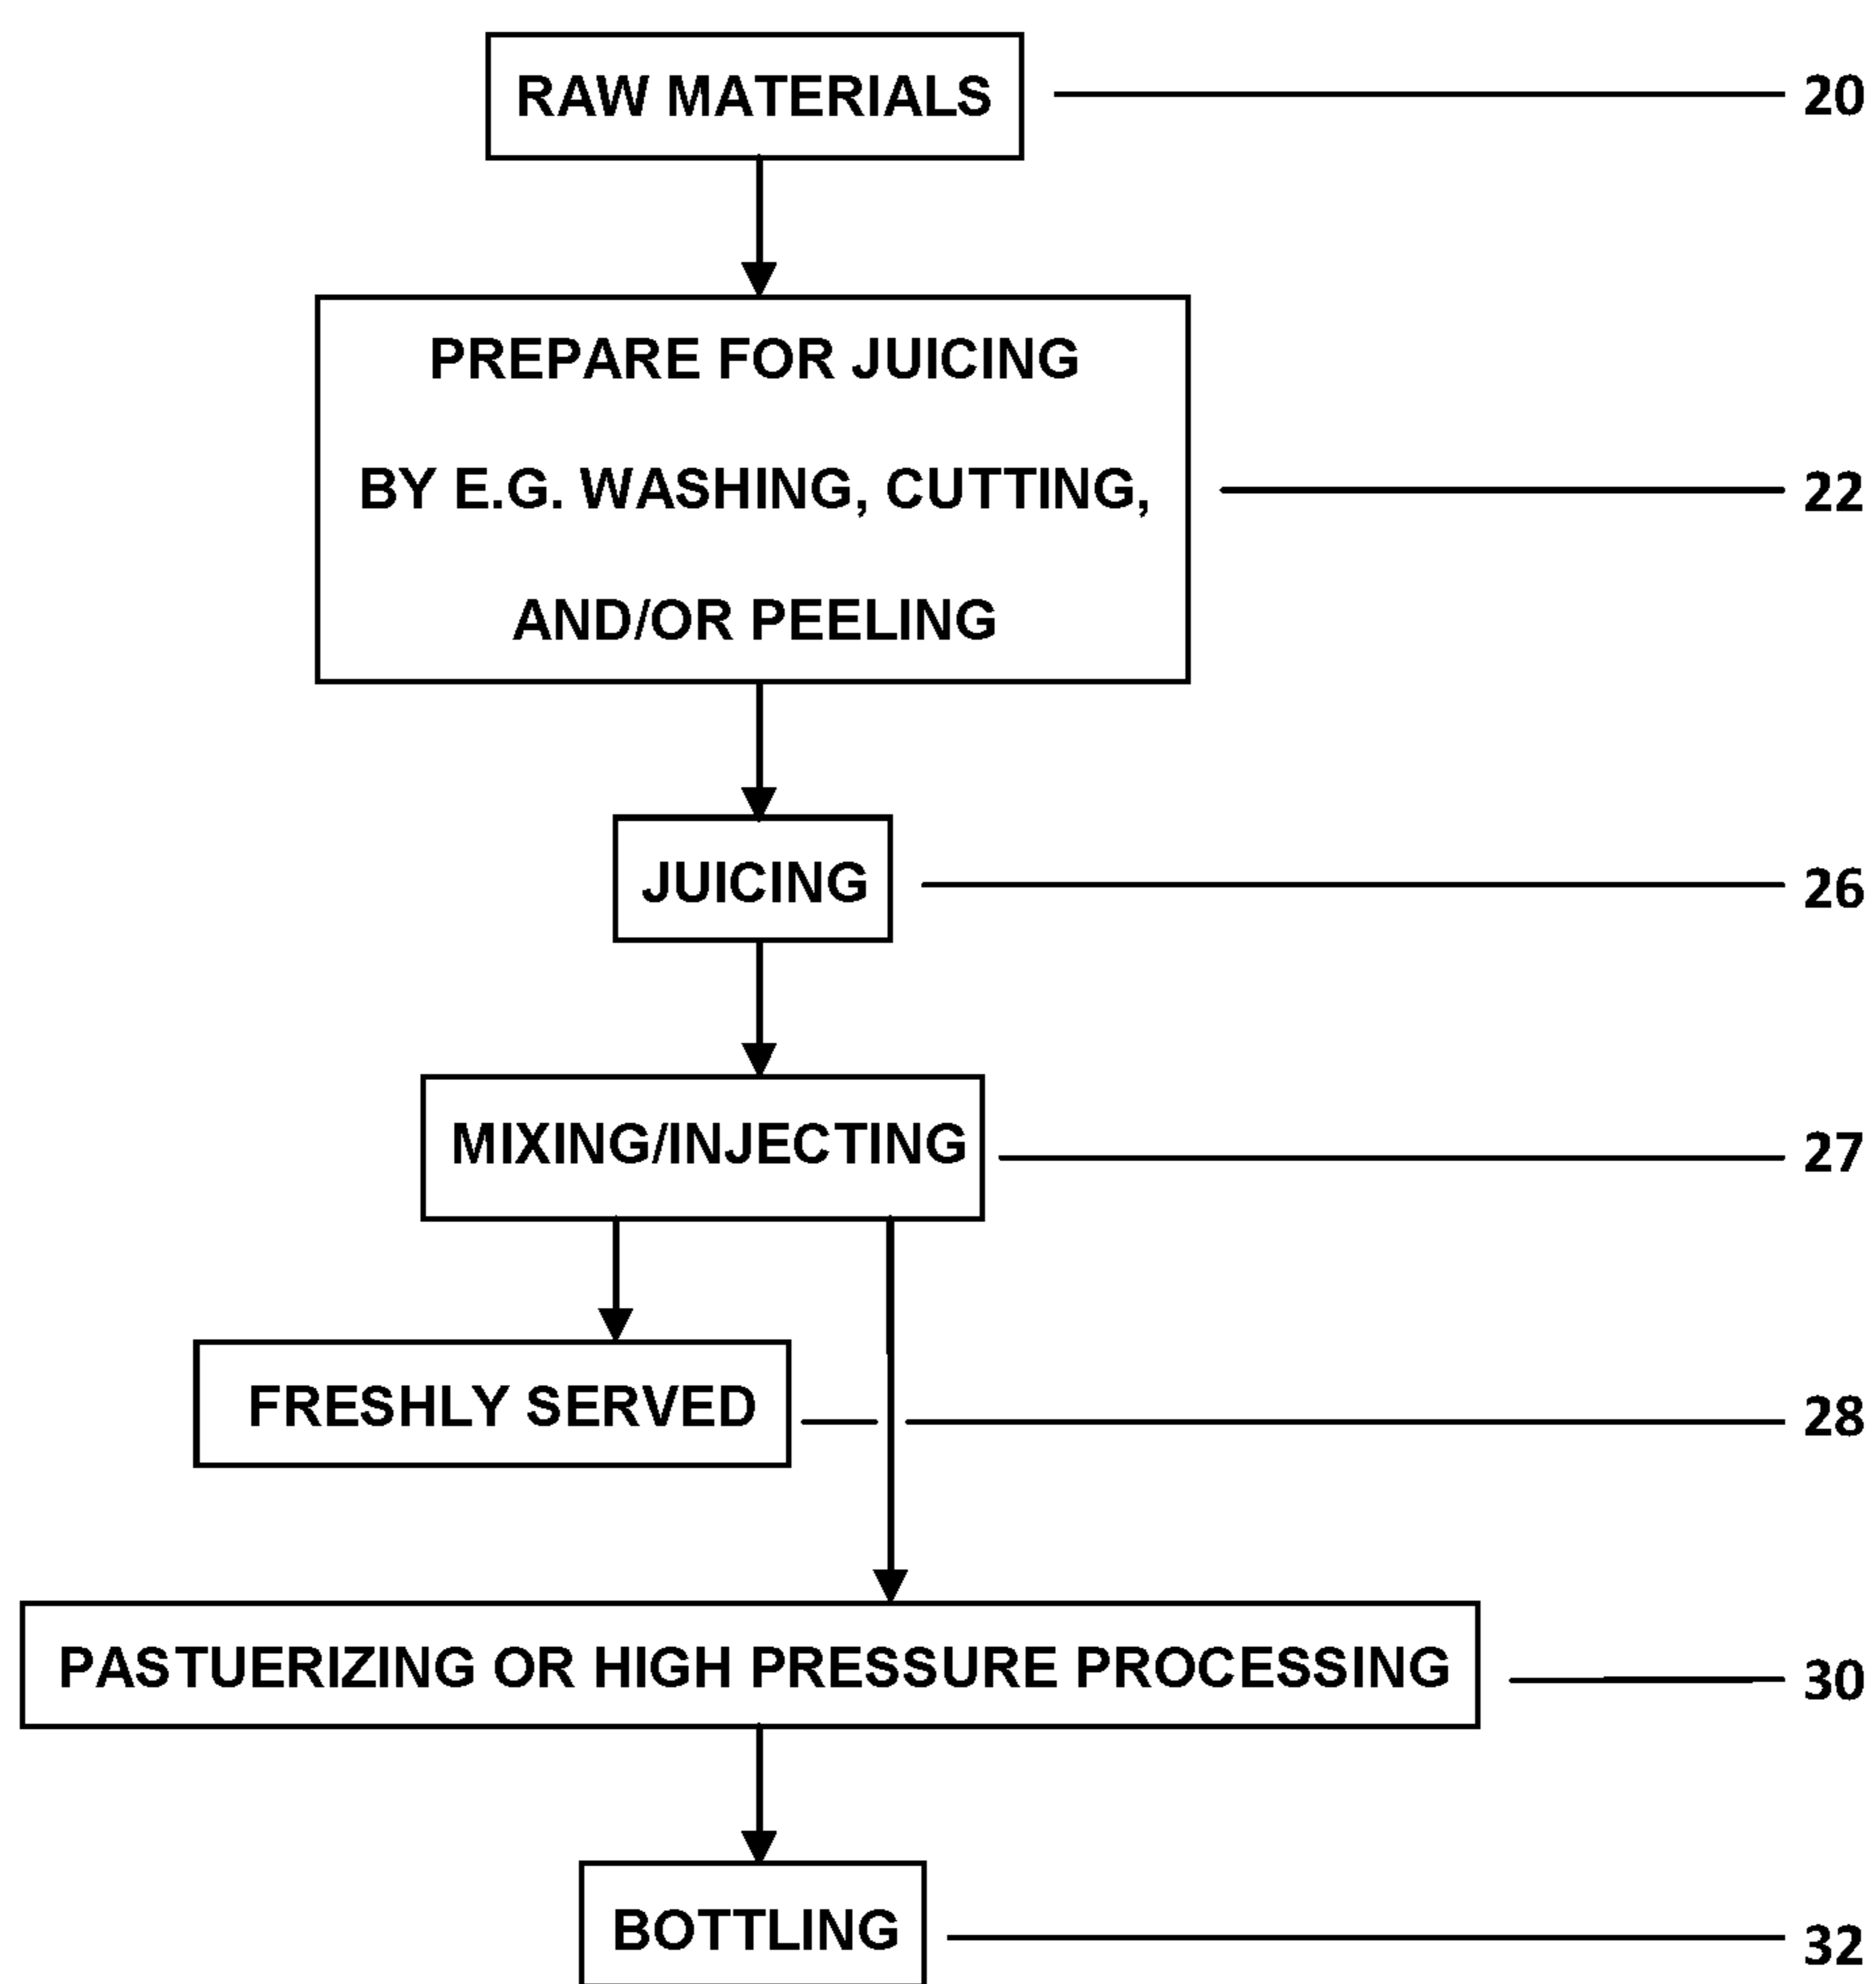 RAW MATERIALS
20
PREPARE FOR JUICING
BY E.G. WASHING, CUTTING,
22
AND/OR PEELING
JUICING
26
MIXING/INJECTING
27
FRESHLY SERVED
28
PASTUERIZING OR HIGH PRESSURE PROCESSING
30
BOTTLING
32